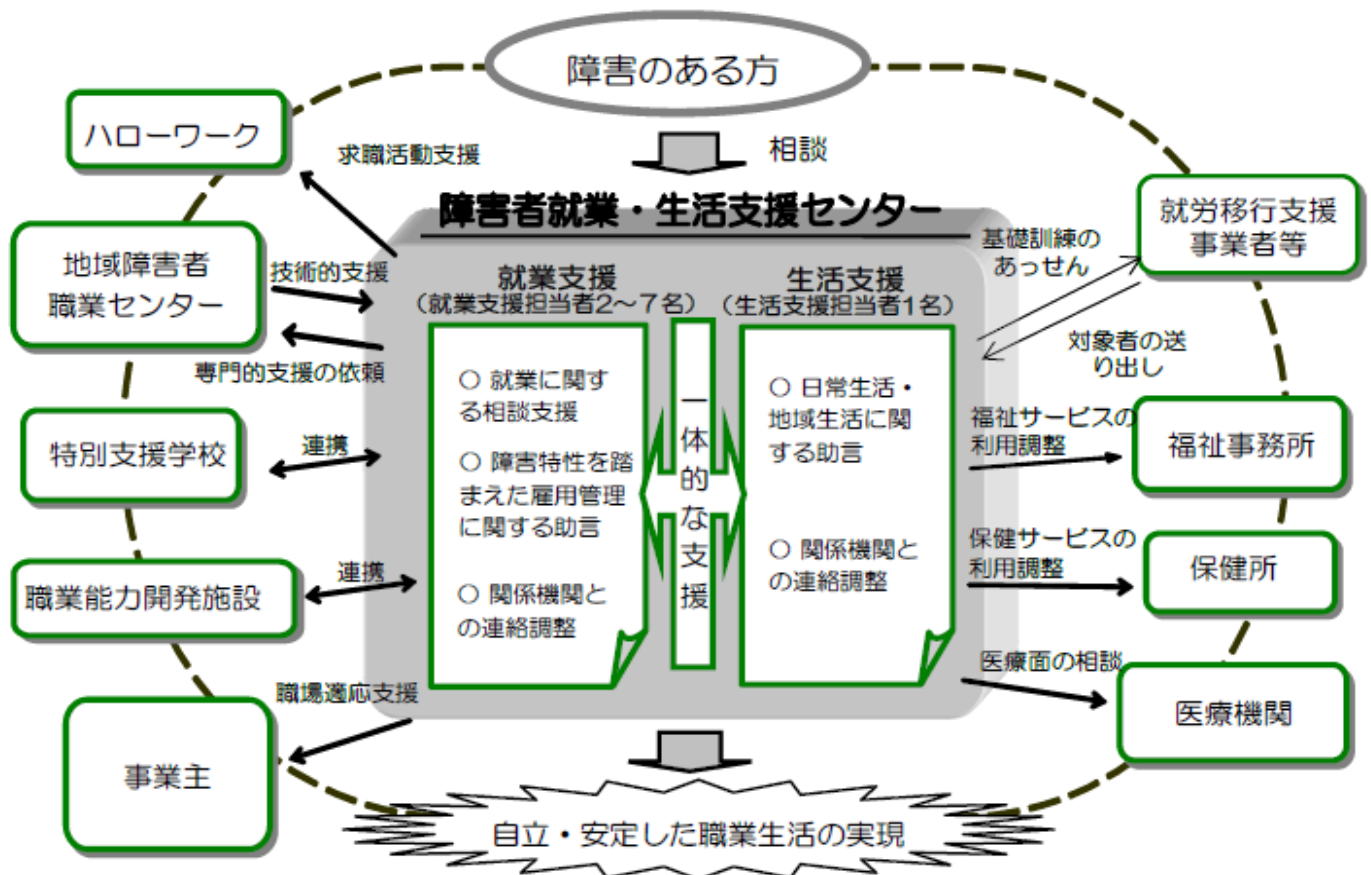 障害のある方
相談
ハローワーク
求職活動支援
障害者就業・生活支援センター
地域障害者
職業センター
技術的支援
専門的支援の依頼
特別支援学校
連携
職業能力開発施設
連携
職場適応支援
事業主
就業支援
（就業支援担当者2～7名）
○ 就業に関す
る相談支援
○ 障害特性を踏
まえた雇用管理
に関する助言
○ 関係機関と
の連絡調整
一体的な支援
生活支援
（生活支援担当者1名）
○ 日常生活・
地域生活に関
する助言
○ 関係機関と
の連絡調整
基礎訓練の
あっせん
就労移行支援
事業者等
対象者の送
り出し
福祉サービスの
利用調整
福祉事務所
保健サービスの
利用調整
保健所
医療面の相談
医療機関
自立・安定した職業生活の実現